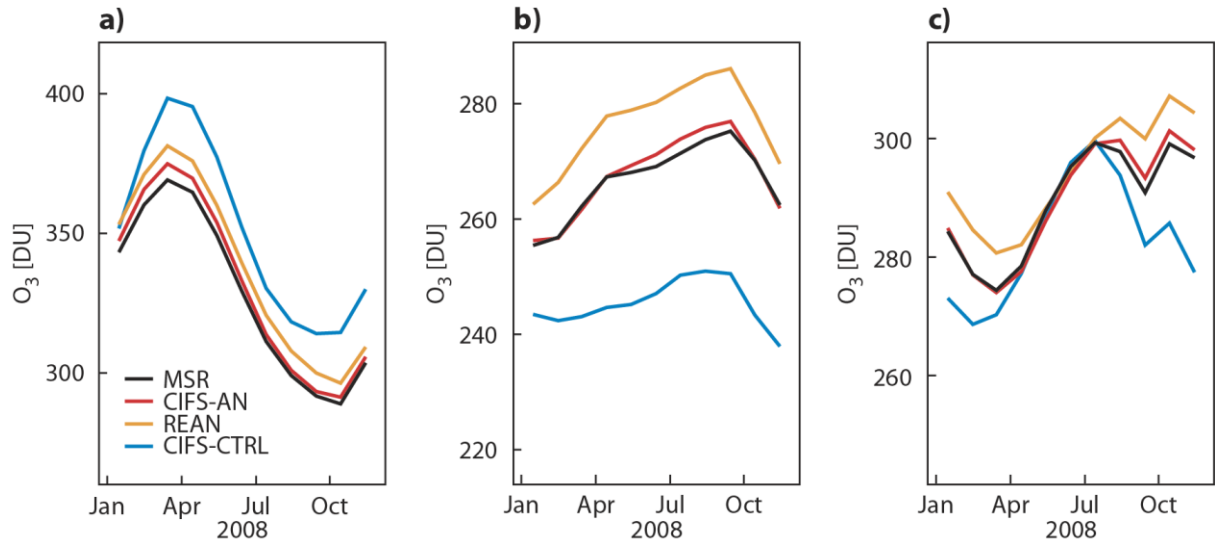 a)
O3 [DU]
400
350
300
MSR
CIFS-AN
REAN
CIFS-CTRL
Jan Apr Jul Oct
2008
b)
O3 [DU]
280
260
240
220
Jan Apr Jul Oct
2008
c)
O3 [DU]
300
280
260
Jan Apr Jul Oct
2008